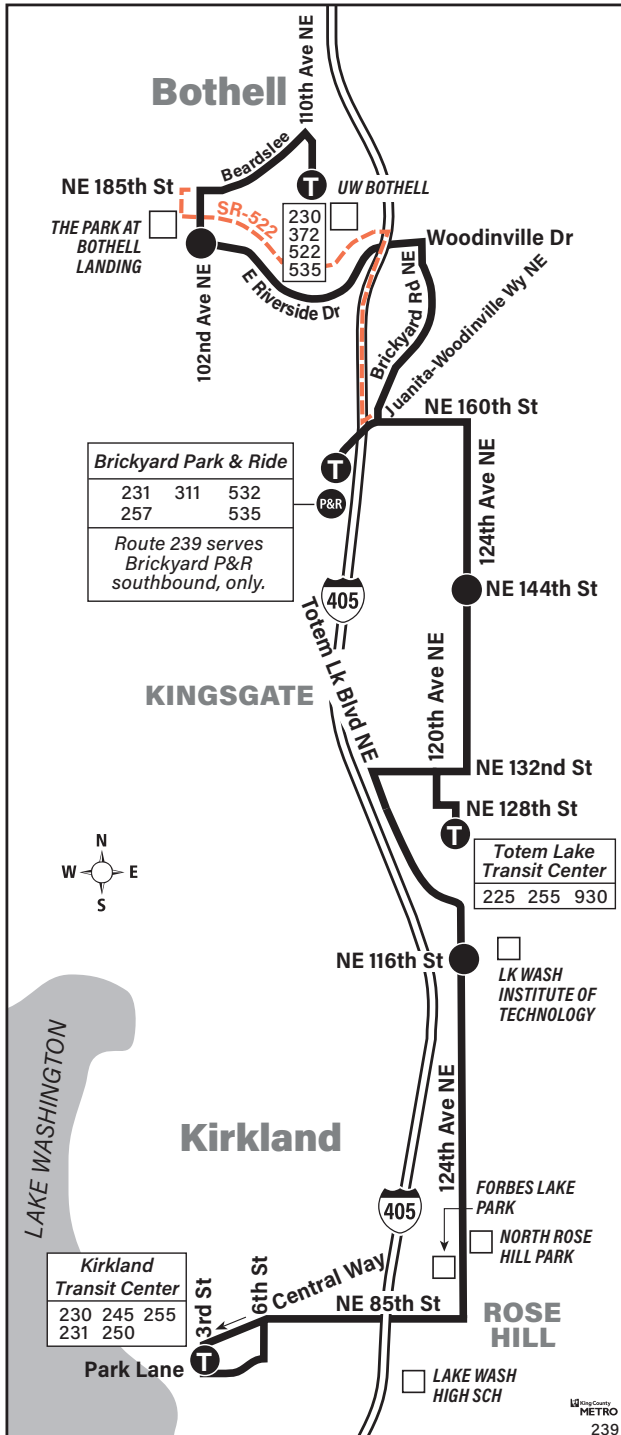 110th Ave NE
Bothell
Beardslee
NE 185th St
T
UW BOTHELL
SR-522
THE PARK AT
BOTHELL
LANDING
230
372
522
535
Woodinville Dr
E Riverside Dr
102nd Ave NE
Brickyard Rd NE
Juanita-Woodinville Wy NE
NE 160th St
Brickyard Park & Ride
231 311 532
257 535
Route 239 serves
Brickyard P&R
southbound, only.
T
P&R
124th Ave NE
405
NE 144th St
Totem Lk Blvd NE
KINGSGATE
120th Ave NE
NE 132nd St
NE 128th St
T
Totem Lake
Transit Center
225 255 930
N
W E
S
NE 116th St
LK WASH
INSTITUTE OF
TECHNOLOGY
LAKE WASHINGTON
Kirkland
124th Ave NE
405
FORBES LAKE
PARK
NORTH ROSE
HILL PARK
Kirkland
Transit Center
230 245 255
231 250
3rd St
6th St
Central Way
NE 85th St
ROSE
HILL
Park Lane
T
LAKE WASH
HIGH SCH
King County
METRO
239